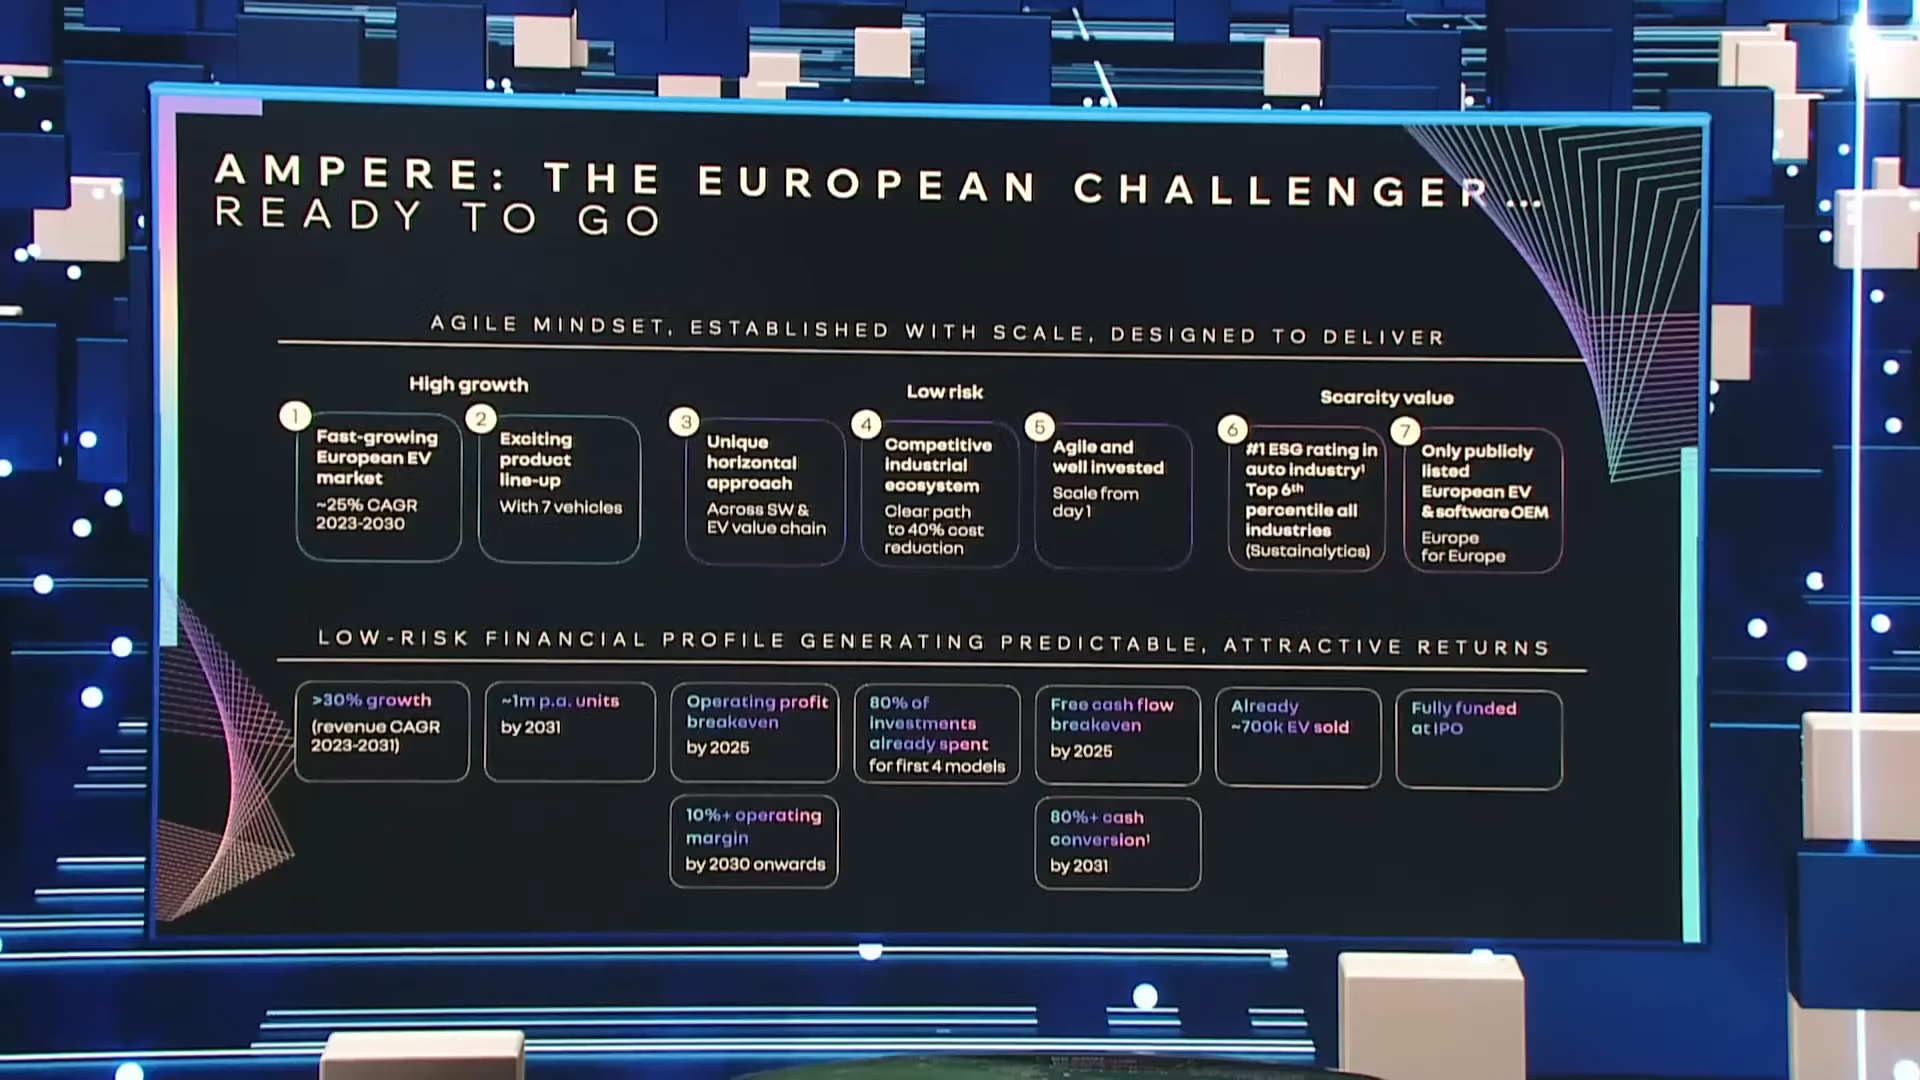 AMPERE: THE EUROPEAN CHALLENGER...
READY TO GO
AGILE MINDSET, ESTABLISHED WITH SCALE, DESIGNED TO DELIVER
High growth
Low risk
Scarcity value
1
Fast-growing
European EV
market
~25% CAGR
2023-2030
2
Exciting
product
line-up
With 7 vehicles
3
Unique
horizontal
approach
Across SW &
EV value chain
4
Competitive
industrial
ecosystem
Clear path
to 40% cost
reduction
5
Agile and
well invested
Scale from
day 1
6
#1 ESG rating in
auto industry¹
Top 6th
percentile all
industries
(Sustainalytics)
7
Only publicly
listed
European EV
& software OEM
Europe
for Europe
LOW-RISK FINANCIAL PROFILE GENERATING PREDICTABLE, ATTRACTIVE RETURNS
>30% growth
(revenue CAGR
2023-2031)
~1m p.a. units
by 2031
Operating profit
breakeven
by 2025
80% of
investments
already spent
for first 4 models
Free cash flow
breakeven
by 2025
Already
~700k EV sold
Fully funded
at IPO
10%+ operating
margin
by 2030 onwards
80%+ cash
conversion¹
by 2031